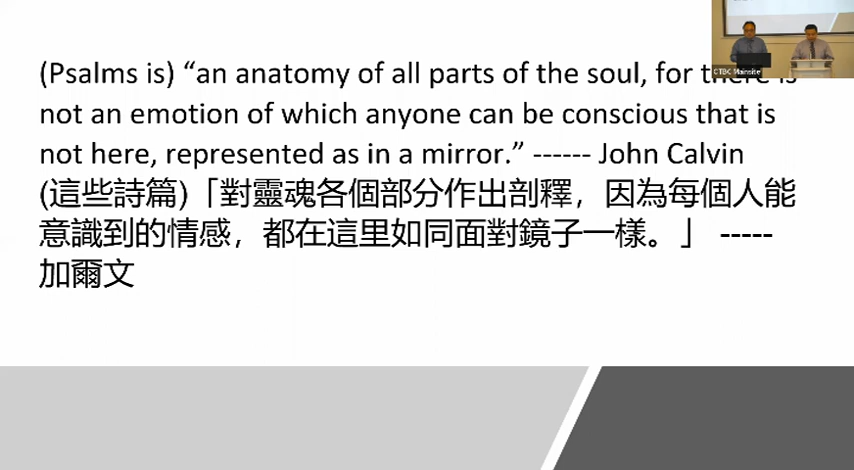 (Psalms is) “an anatomy of all parts of the soul, for there is
not an emotion of which anyone can be conscious that is
not here, represented as in a mirror.” ------ John Calvin
(這些詩篇)「對靈魂各個部分作出剖釋，因為每個人能
意識到的情感，都在這里如同面對鏡子一樣。」 -----
加爾文
CTBC Mainsite